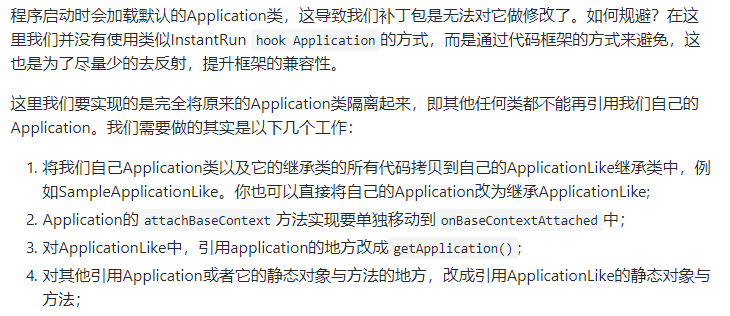 程序启动时会加载默认的Application类，这导致我们补丁包是无法对它做修改了。如何规避？在这
里我们并没有使用类似InstantRun hook Application 的方式，而是通过代码框架的方式来避免，这
也是为了尽量少的去反射，提升框架的兼容性。
这里我们要实现的是完全将原来的Application类隔离起来，即其他任何类都不能再引用我们自己的
Application。我们需要做的其实是以下几个工作：
1. 将我们自己Application类以及它的继承类的所有代码拷贝到自己的ApplicationLike继承类中，例
如SampleApplicationLike。你也可以直接将自己的Application改为继承ApplicationLike;
2. Application的 attachBaseContext 方法实现要单独移动到 onBaseContextAttached 中；
3. 对ApplicationLike中，引用application的地方改成 getApplication()；
4. 对其他引用Application或者它的静态对象与方法的地方，改成引用ApplicationLike的静态对象与
方法；